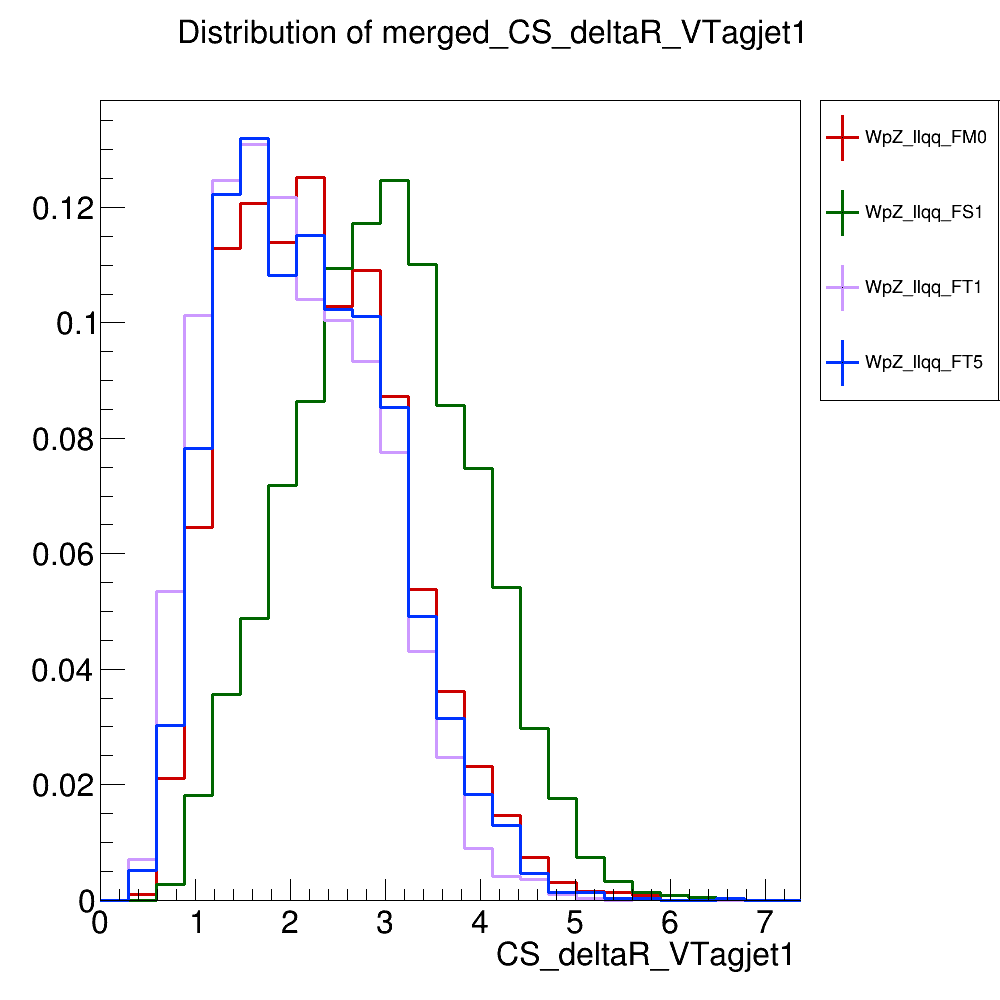 Distribution of merged_CS_deltaR_VTagjet1
WpZ_llqq_FM0
WpZ_llqq_FS1
WpZ_llqq_FT1
WpZ_llqq_FT5
0.12
0.1
0.08
0.06
0.04
0.02
0
0 1 2 3 4 5 6 7
CS_deltaR_VTagjet1